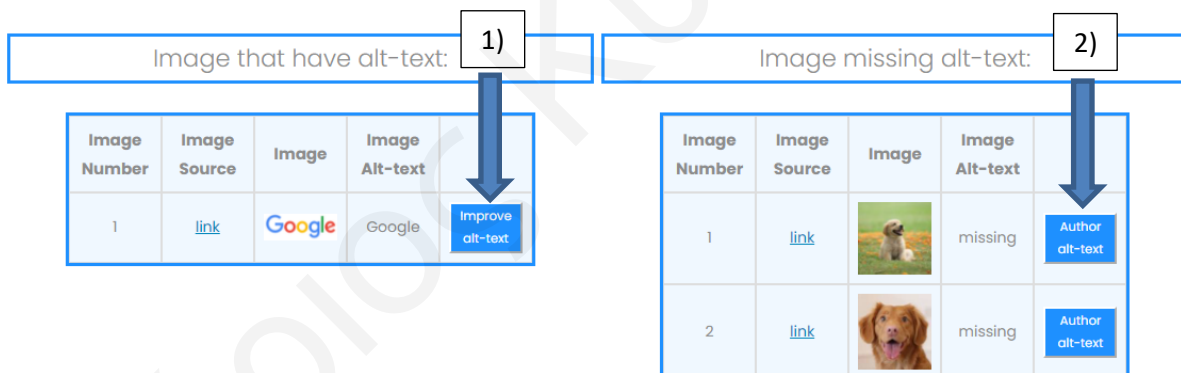 1)
Image that have alt-text:
Image
Number
Image
Source
Image
Image
Alt-text
1
link
Google
Google
Improve
alt-text
2)
Image missing alt-text:
Image
Number
Image
Source
Image
Image
Alt-text
1
link
missing
Author
alt-text
2
link
missing
Author
alt-text